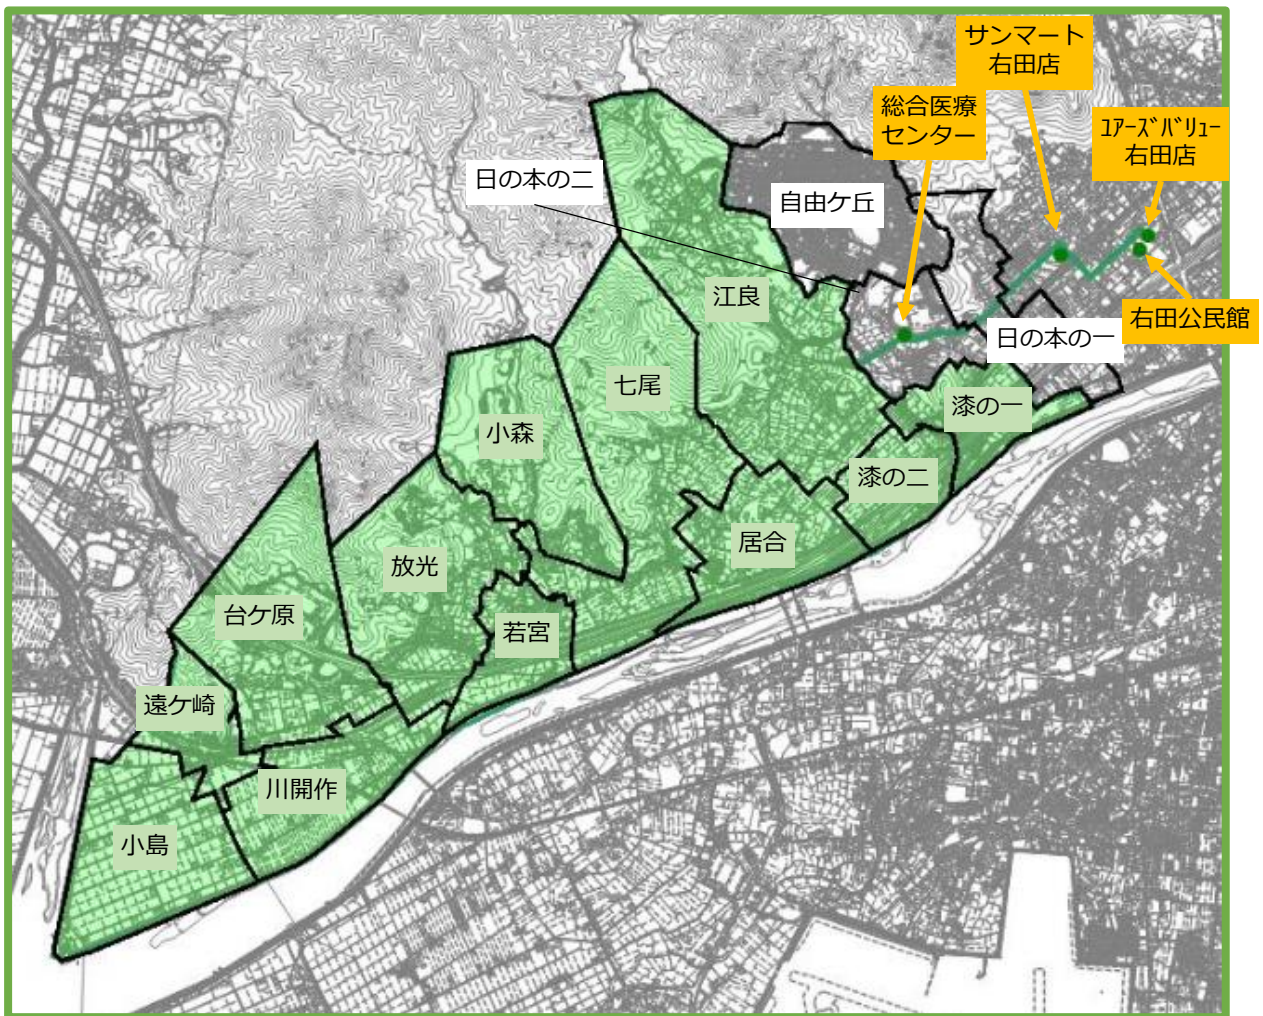 サンマート
右田店
総合医療
センター
ﾕｱｰｽﾞﾊﾞﾘｭｰ
右田店
日の本の二
自由ケ丘
江良
右田公民館
日の本の一
七尾
漆の一
小森
漆の二
居合
放光
台ケ原
若宮
遠ケ崎
川開作
小島